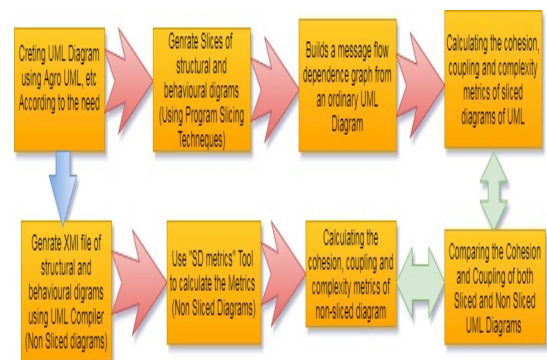 Creting UML Diagram
using Agro UML, etc
According to the need
Genrate Slices of
structural and
behavioural digrams
(Using Program Slicing
Techneques)
Builds a message flow
dependence graph from
an ordinary UML
Diagram
Calculating the cohesion,
coupling and complexity
metrics of sliced
diagrams of UML
Genrate XMI file of
structural and
behavioural digrams
using UML Compiler
(Non Sliced diagrams)
Use "SD metrics" Tool
to calculate the Metrics
(Non Sliced Diagrams)
Calculating the
cohesion, coupling and
complexity metrics of
non-sliced diagram
Comparing the Cohesion
and Coupling of both
Sliced and Non Sliced
UML Diagrams